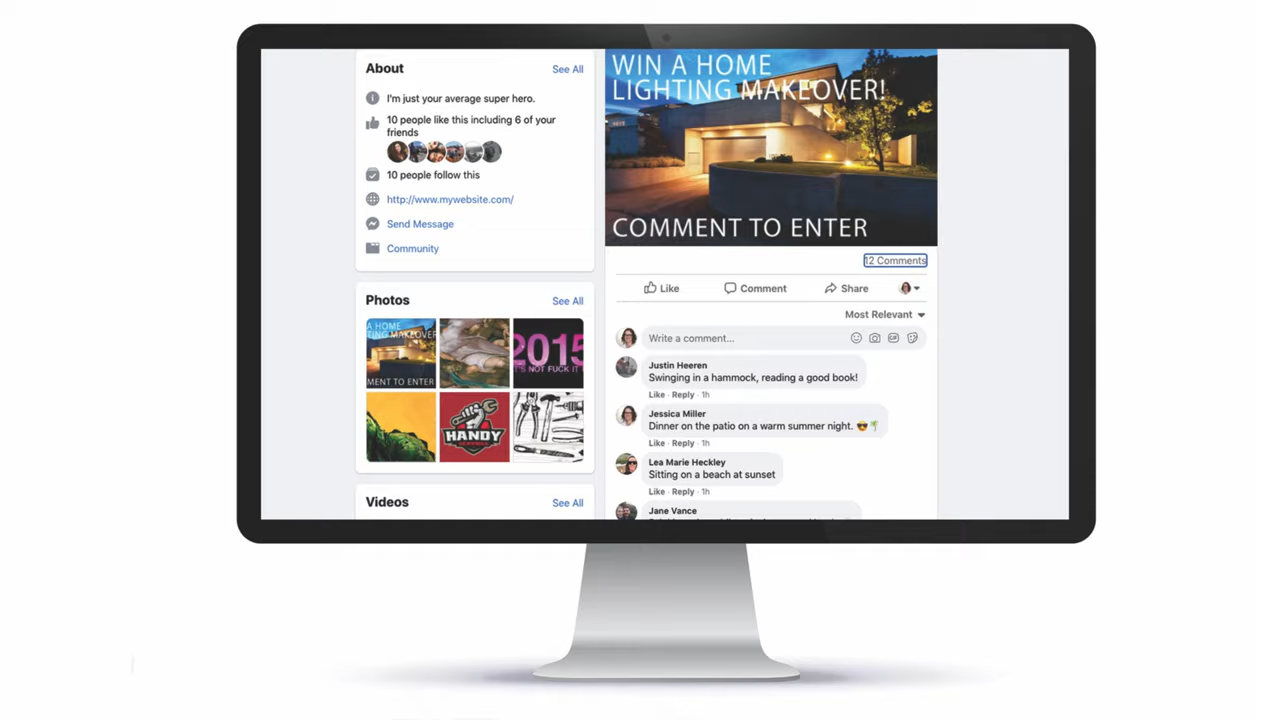 About
See All
I'm just your average super hero.
10 people like this including 6 of your
friends
10 people follow this
http://www.mywebsite.com/
Send Message
Community
Photos
See All
A HOME
TING MAKEOVER
MENT TO ENTER
2015
IT'S NOT FUCK IT
HANDY
Videos
See All
WIN A HOME
LIGHTING MAKEOVER!
COMMENT TO ENTER
12 Comments
Like
Comment
Share
Most Relevant
Write a comment...
GIF
Justin Heeren
Swinging in a hammock, reading a good book!
Like · Reply · 1h
Jessica Miller
Dinner on the patio on a warm summer night. 😎🌴
Like · Reply · 1h
Lea Marie Heckley
Sitting on a beach at sunset
Like · Reply · 1h
Jane Vance